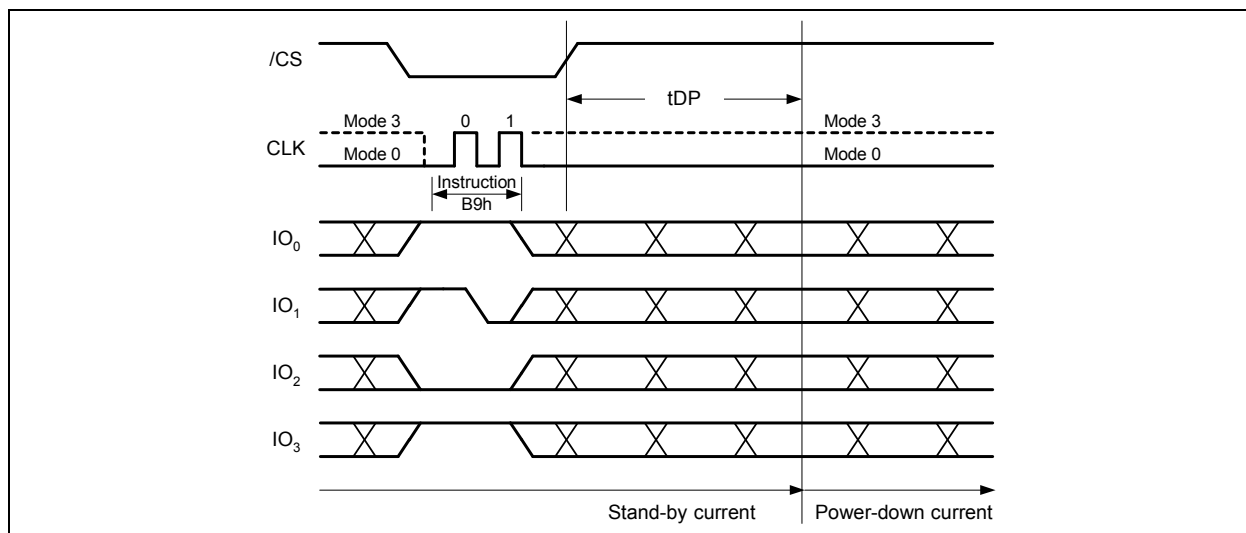 /CS
tDP
Mode 3 0 1 Mode 3
CLK
Mode 0 Mode 0
Instruction
B9h
IO0
IO1
IO2
IO3
Stand-by current Power-down current